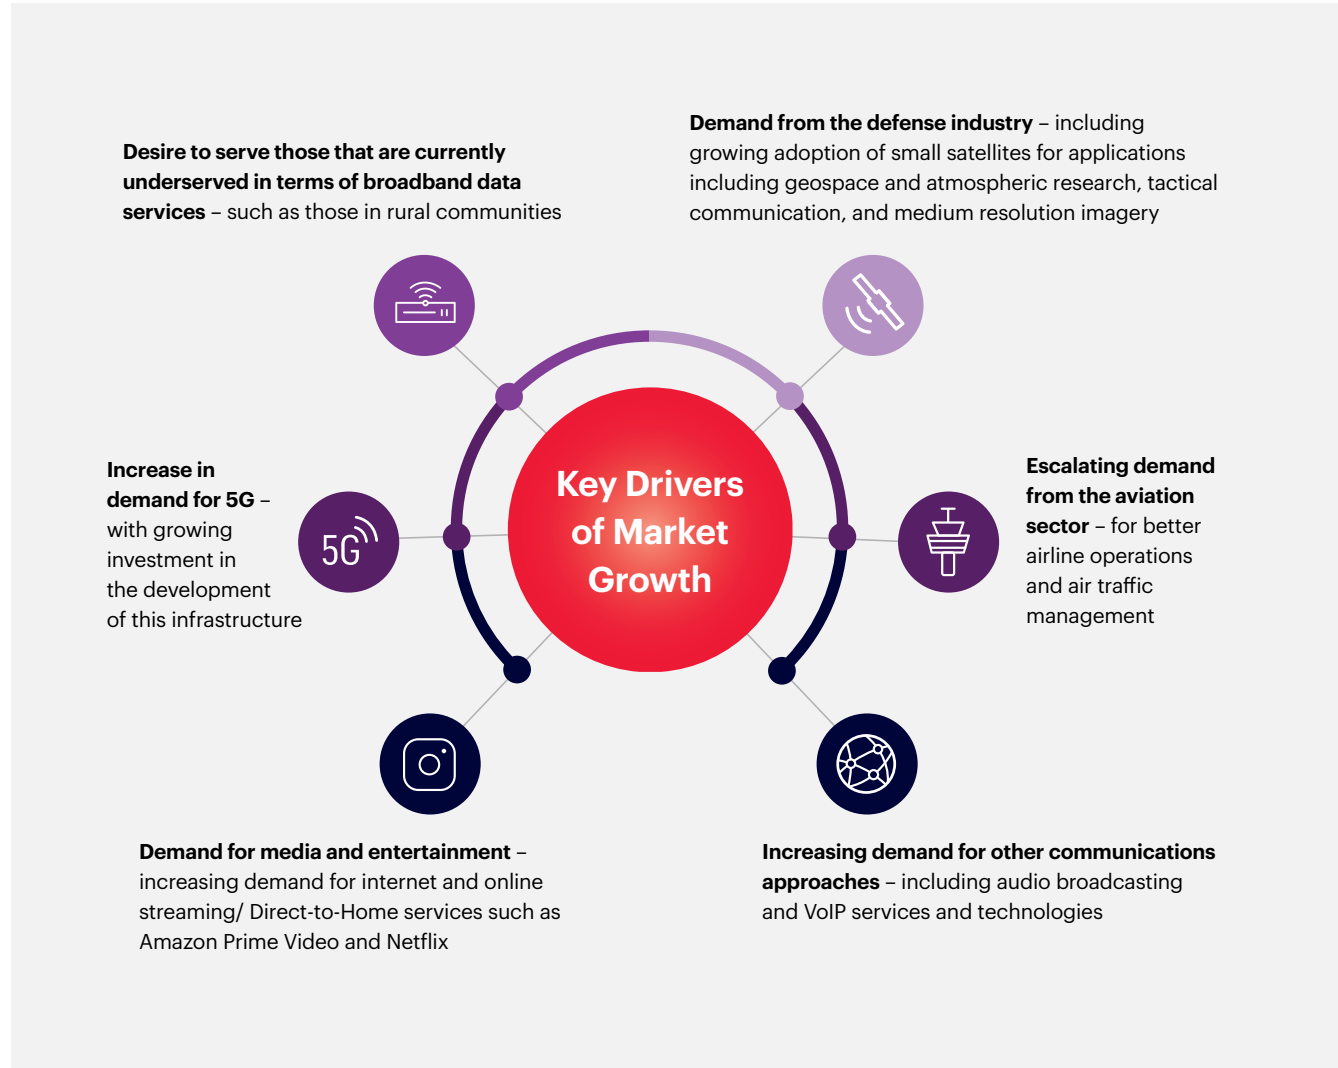 Desire to serve those that are currently
underserved in terms of broadband data
services – such as those in rural communities
Demand from the defense industry – including
growing adoption of small satellites for applications
including geospace and atmospheric research, tactical
communication, and medium resolution imagery
Increase in
demand for 5G –
with growing
investment in
the development
of this infrastructure
5G
Key Drivers
of Market
Growth
Escalating demand
from the aviation
sector – for better
airline operations
and air traffic
management
Demand for media and entertainment –
increasing demand for internet and online
streaming/ Direct-to-Home services such as
Amazon Prime Video and Netflix
Increasing demand for other communications
approaches – including audio broadcasting
and VoIP services and technologies